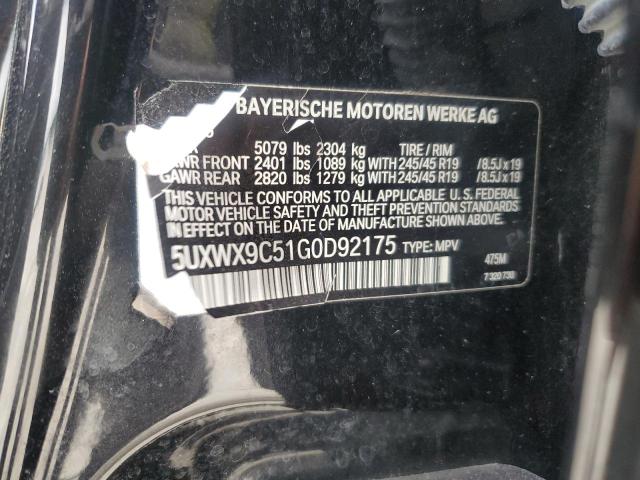 BAYERISCHE MOTOREN WERKE AG
5079 lbs 2304 kg TIRE / RIM
GAWR FRONT 2401 lbs 1089 kg WITH 245/45 R19 / 8.5J x 19
GAWR REAR 2820 lbs 1279 kg WITH 245/45 R19 / 8.5J x 19
THIS VEHICLE CONFORMS TO ALL APPLICABLE U.S. FEDERAL
MOTOR VEHICLE SAFETY AND THEFT PREVENTION STANDARDS
IN EFFECT ON THE DATE OF MANUFACTURE SHOWN ABOVE.
5UXWX9C51G0D92175 TYPE: MPV
475M
7 320 730